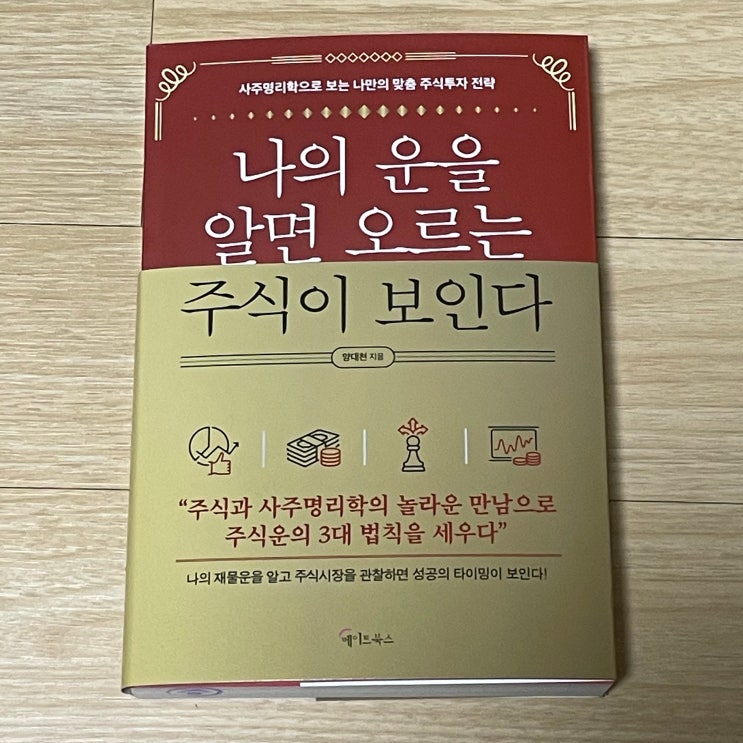 사주명리학으로 보는 나만의 맞춤 주식투자 전략
나의 운을
알면 오르는
주식이 보인다
양대천 지음
“주식과 사주명리학의 놀라운 만남으로
주식운의 3대 법칙을 세우다”
나의 재물운을 알고 주식시장을 관찰하면 성공의 타이밍이 보인다!
메이트북스